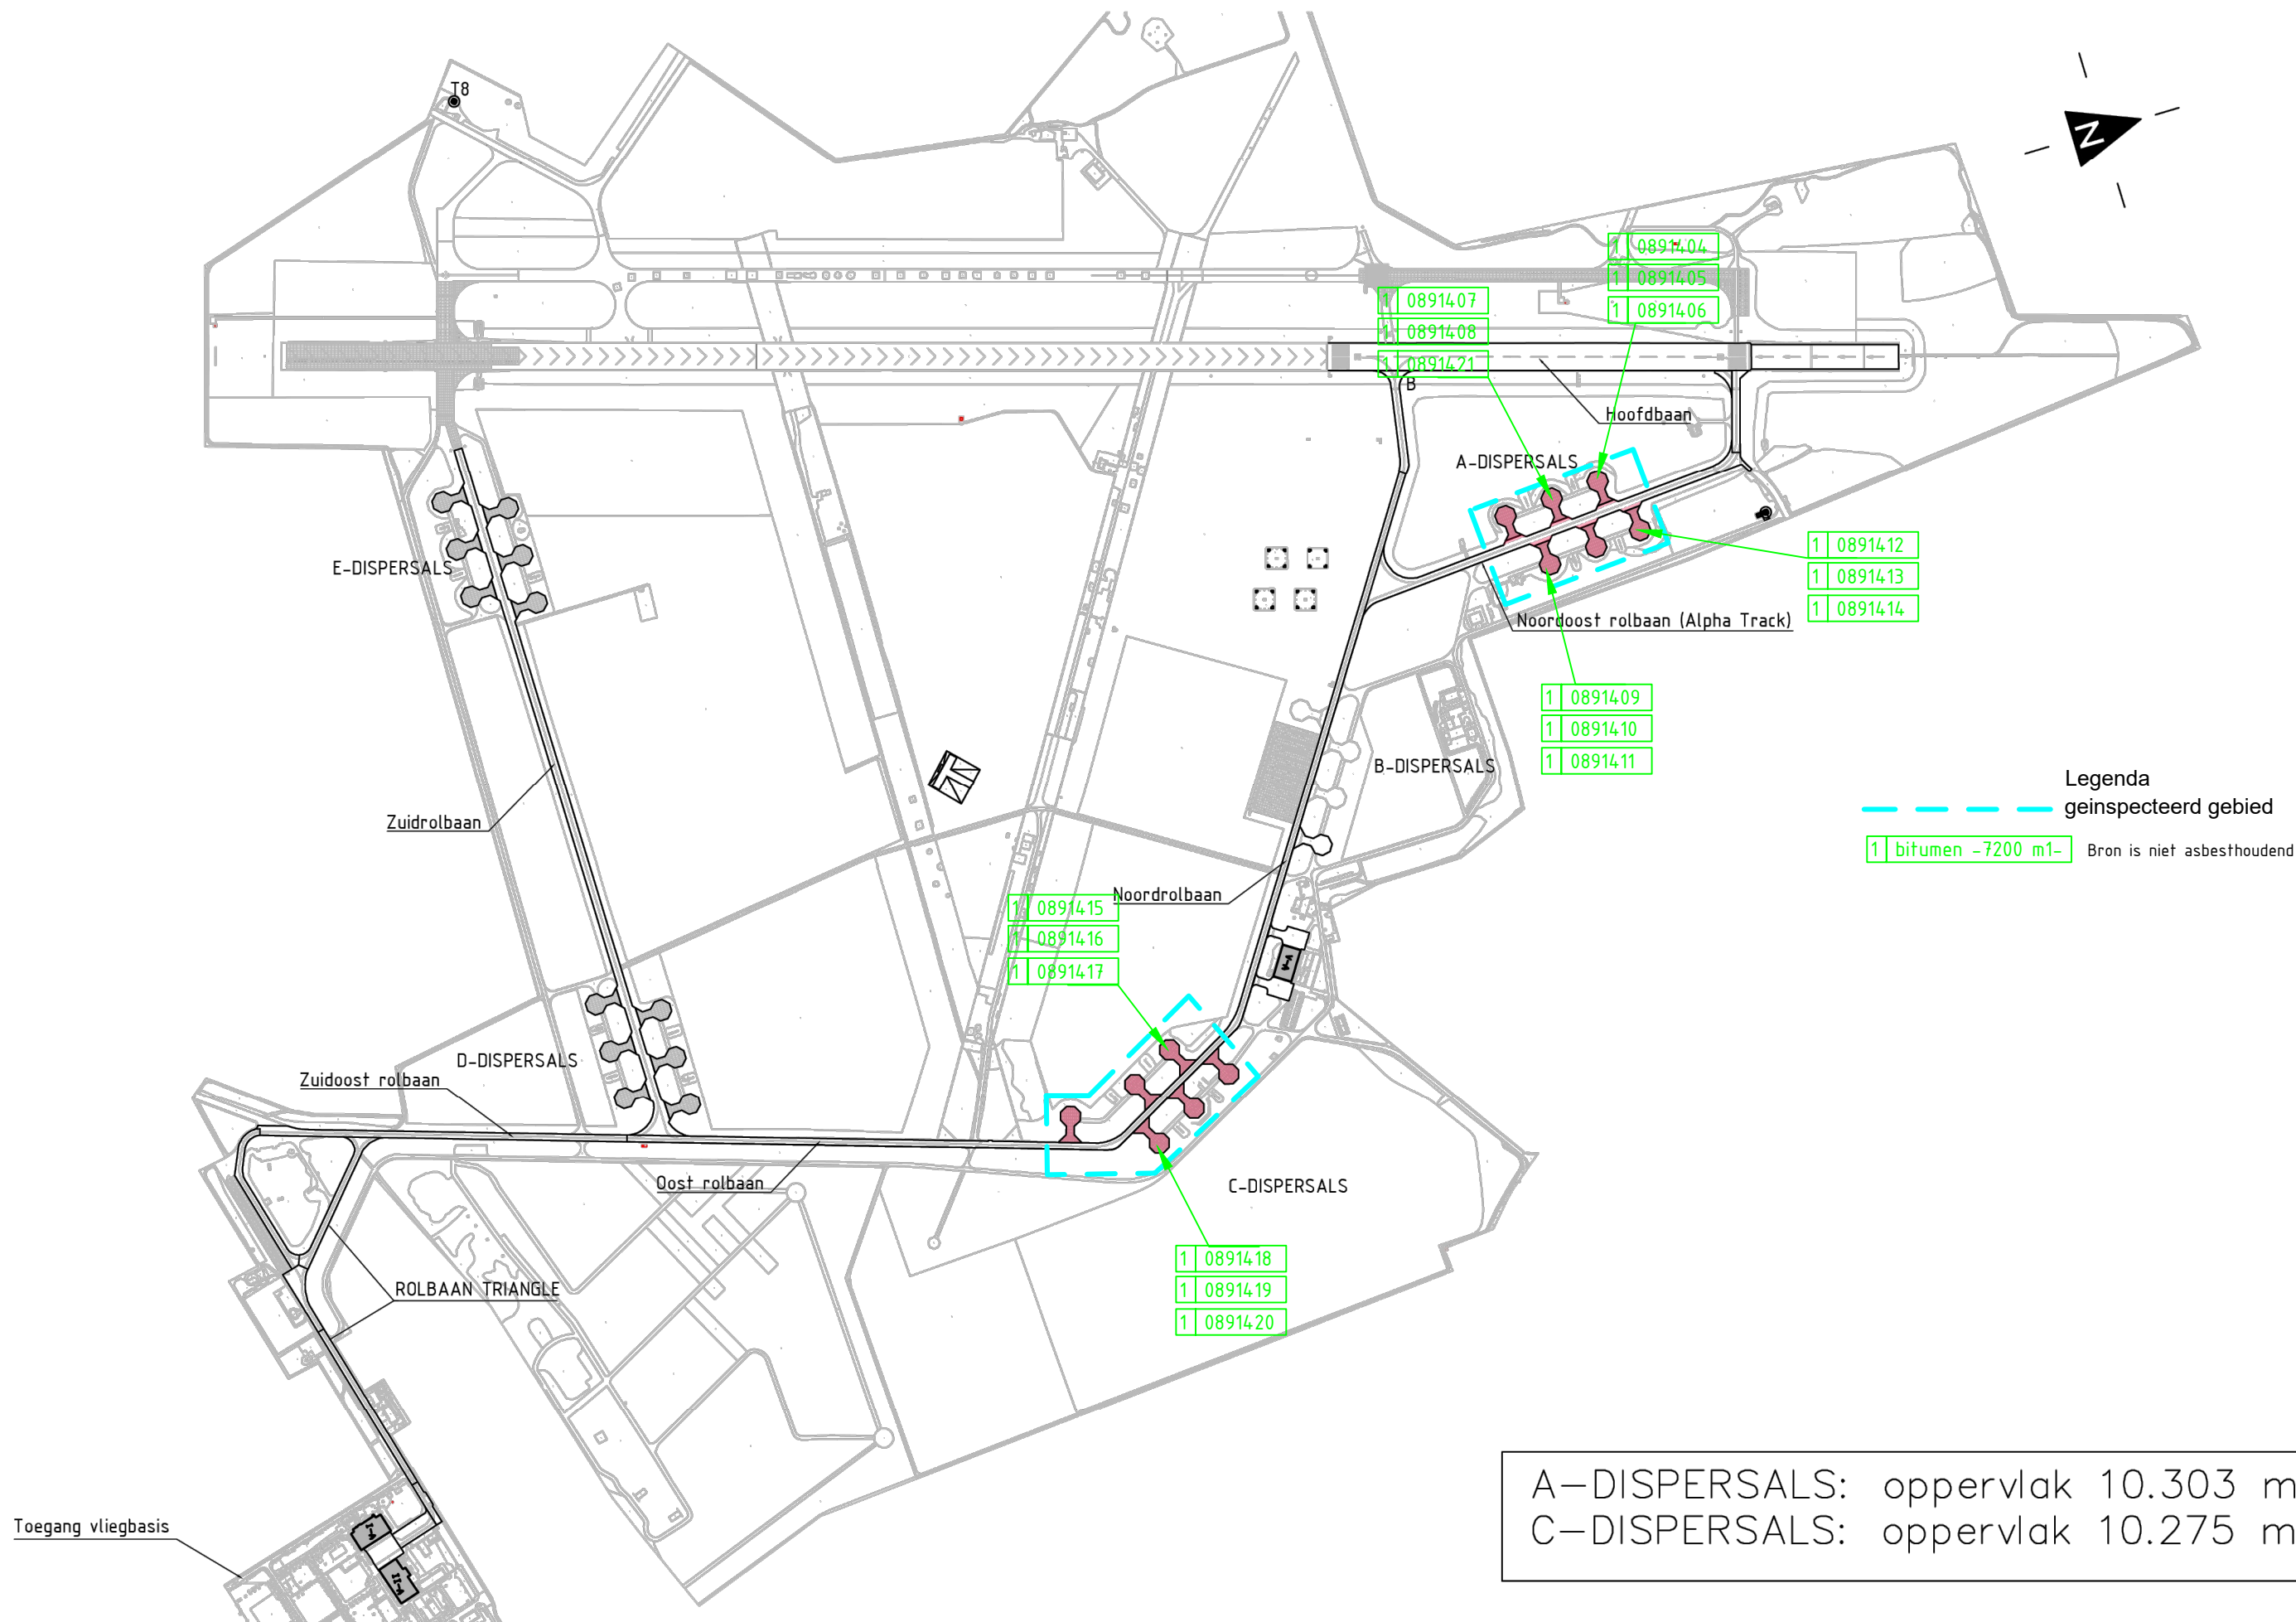 T8
N
1 0891404
1 0891405
1 0891406
1 0891407
1 0891408
1 0891421
B
Hoofdbaan
A-DISPERSALS
E-DISPERSALS
1 0891412
1 0891413
1 0891414
Noordoost rolbaan (Alpha Track)
1 0891409
1 0891410
1 0891411
B-DISPERSALS
Legenda
geinspecteerd gebied
1 bitumen -7200 m1-
Bron is niet asbesthoudend
Zuidrolbaan
Noordrolbaan
1 0891415
1 0891416
1 0891417
V-A
D-DISPERSALS
Zuidoost rolbaan
Oost rolbaan
C-DISPERSALS
1 0891418
1 0891419
1 0891420
ROLBAAN TRIANGLE
A-DISPERSALS: oppervlak 10.303 m
C-DISPERSALS: oppervlak 10.275 m
Toegang vliegbasis
I-A
II-A